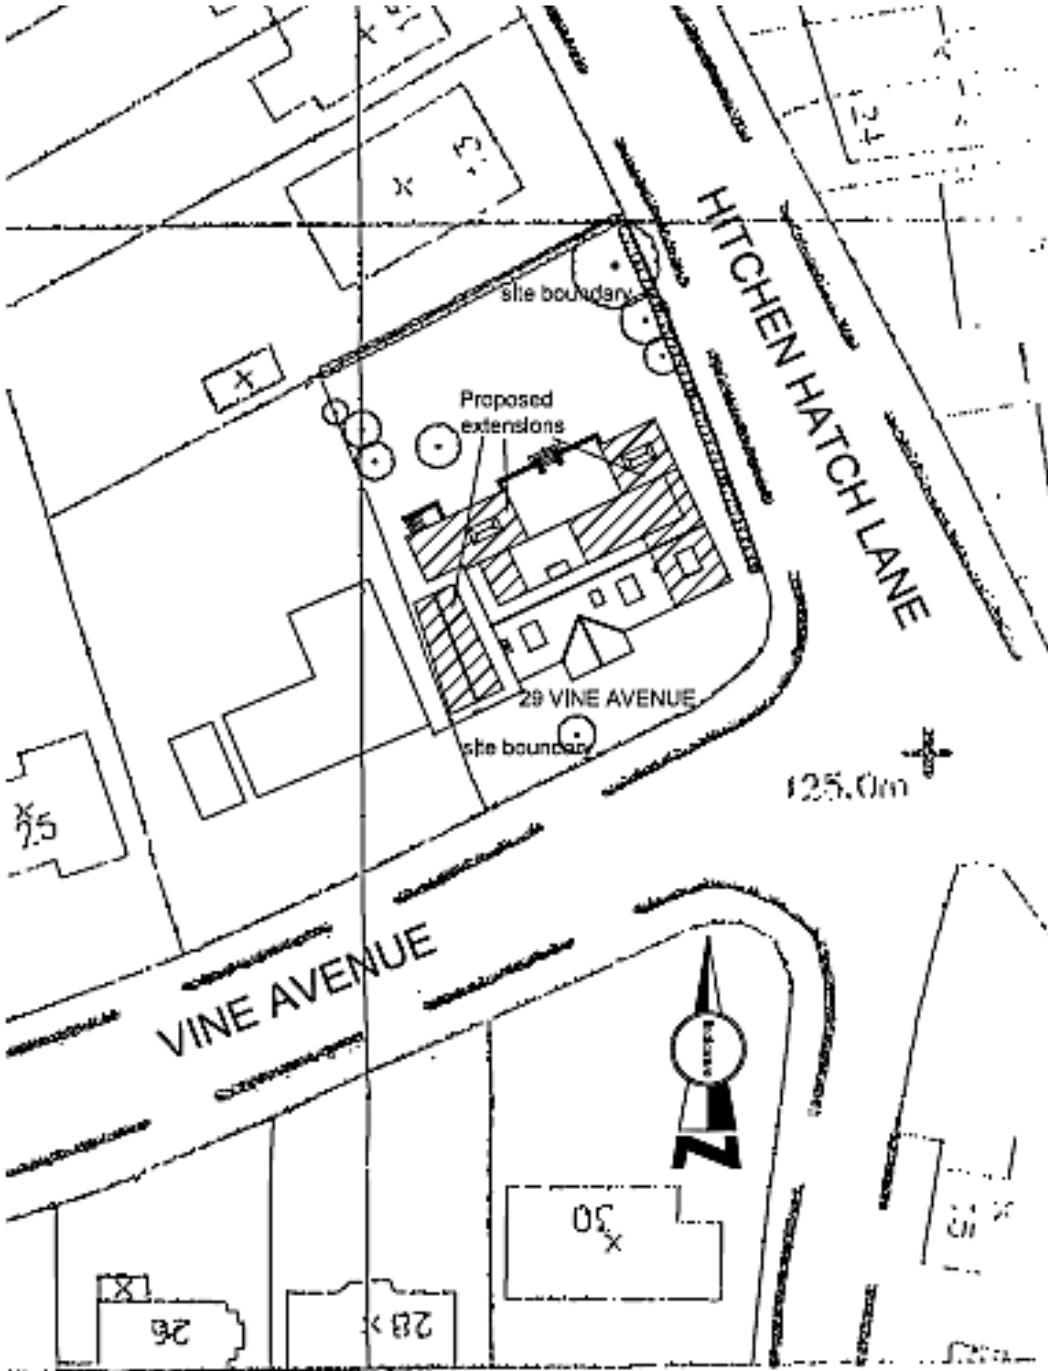 24
HITCHEN HATCH LANE
site boundary
Proposed
extensions
29 VINE AVENUE
site boundary
125.0m
25
VINE AVENUE
N
30
28
26